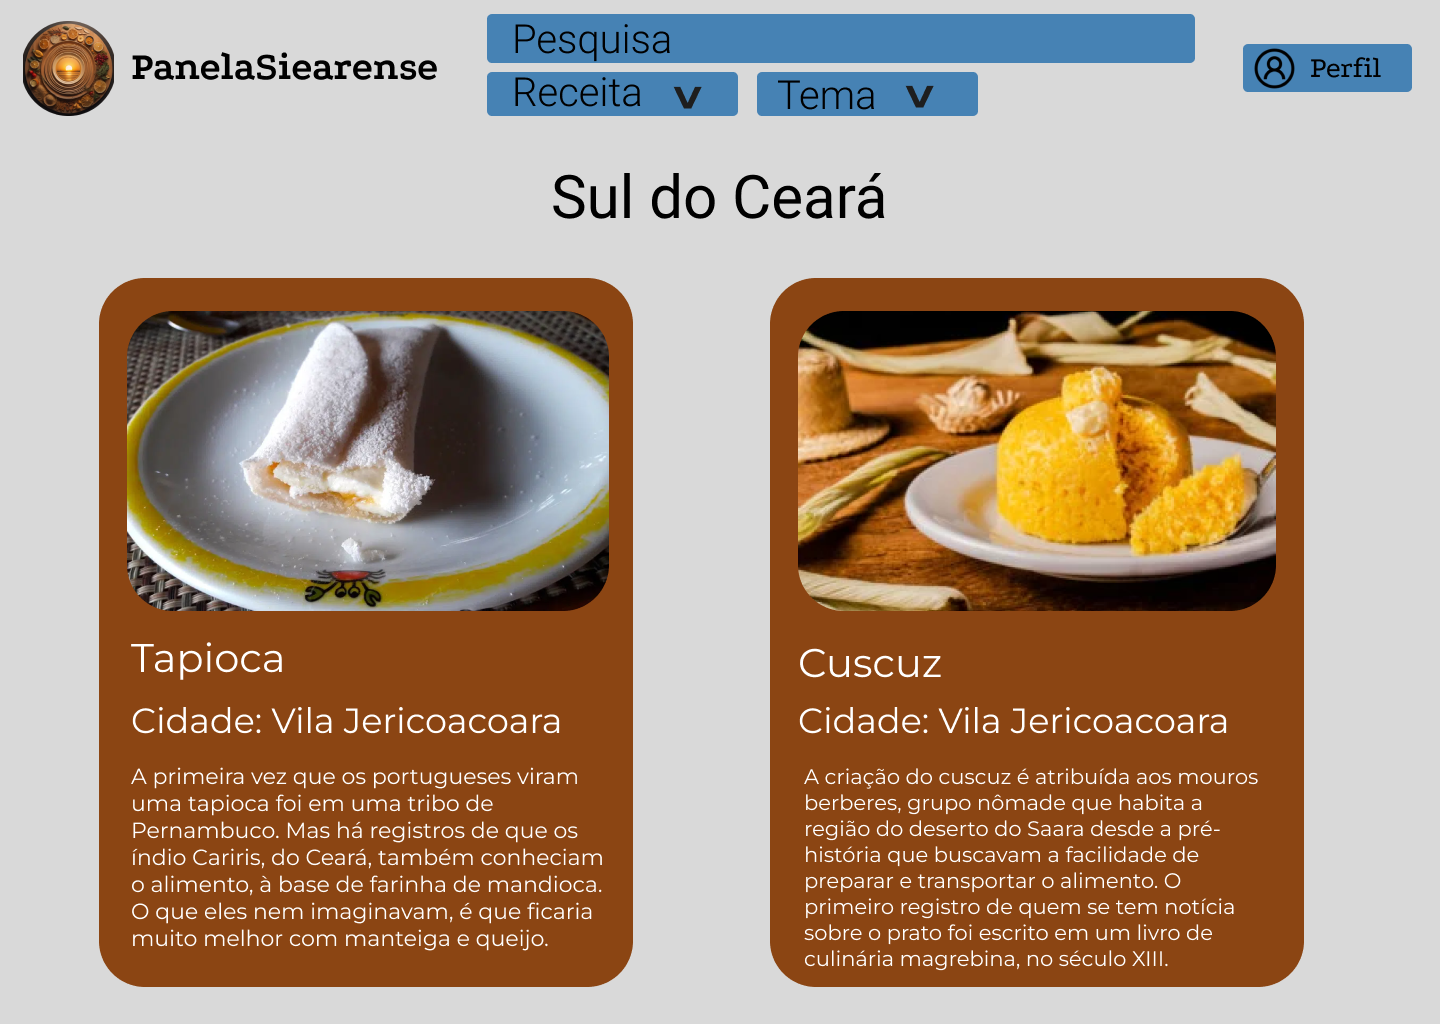 PanelaSiearense
Pesquisa
Receita
Tema
Perfil
Sul do Ceará
Tapioca
Cidade: Vila Jericoacoara
A primeira vez que os portugueses viram
uma tapioca foi em uma tribo de
Pernambuco. Mas há registros de que os
índio Cariris, do Ceará, também conheciam
o alimento, à base de farinha de mandioca.
O que eles nem imaginavam, é que ficaria
muito melhor com manteiga e queijo.
Cuscuz
Cidade: Vila Jericoacoara
A criação do cuscuz é atribuída aos mouros
berberes, grupo nômade que habita a
região do deserto do Saara desde a pré-
história que buscavam a facilidade de
preparar e transportar o alimento. O
primeiro registro de quem se tem notícia
sobre o prato foi escrito em um livro de
culinária magrebina, no século XIII.